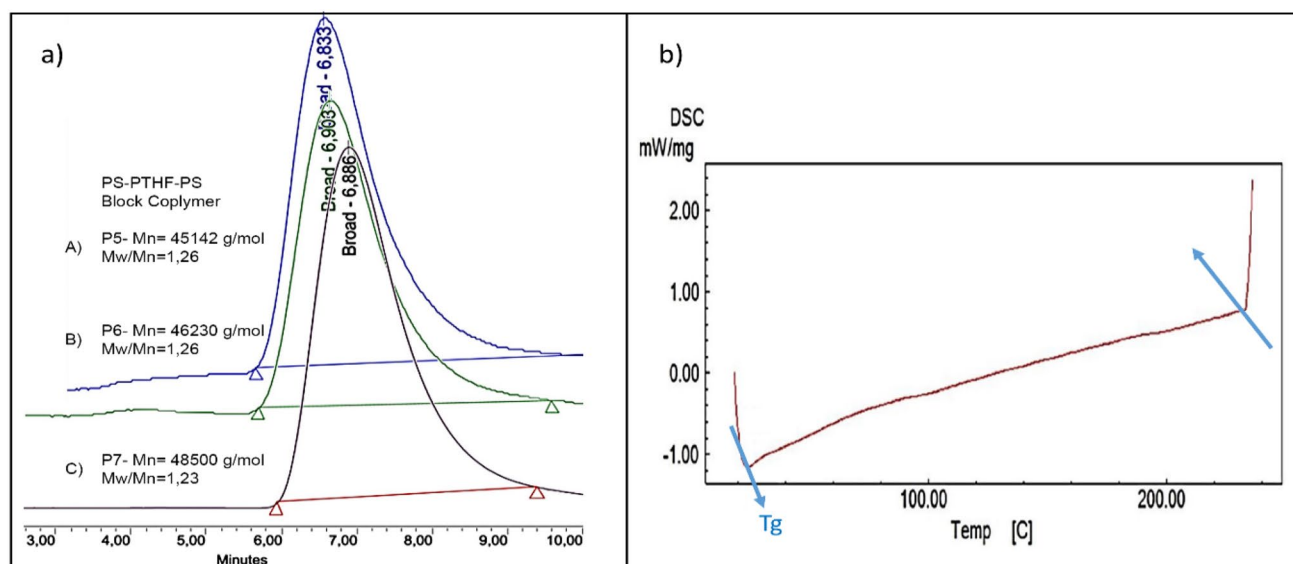 a)
Broad - 6,833
Broad - 6,903
Broad - 6,886
PS-PTHF-PS
Block Coplymer
A) P5- Mn= 45142 g/mol
Mw/Mn=1,26
B) P6- Mn= 46230 g/mol
Mw/Mn=1,26
C) P7- Mn= 48500 g/mol
Mw/Mn=1,23
3,00 4,00 5,00 6,00 7,00 8,00 9,00 10,00
Minutes
b)
DSC
mW/mg
2.00
1.00
0.00
-1.00
100.00 200.00
Tg
Temp [C]